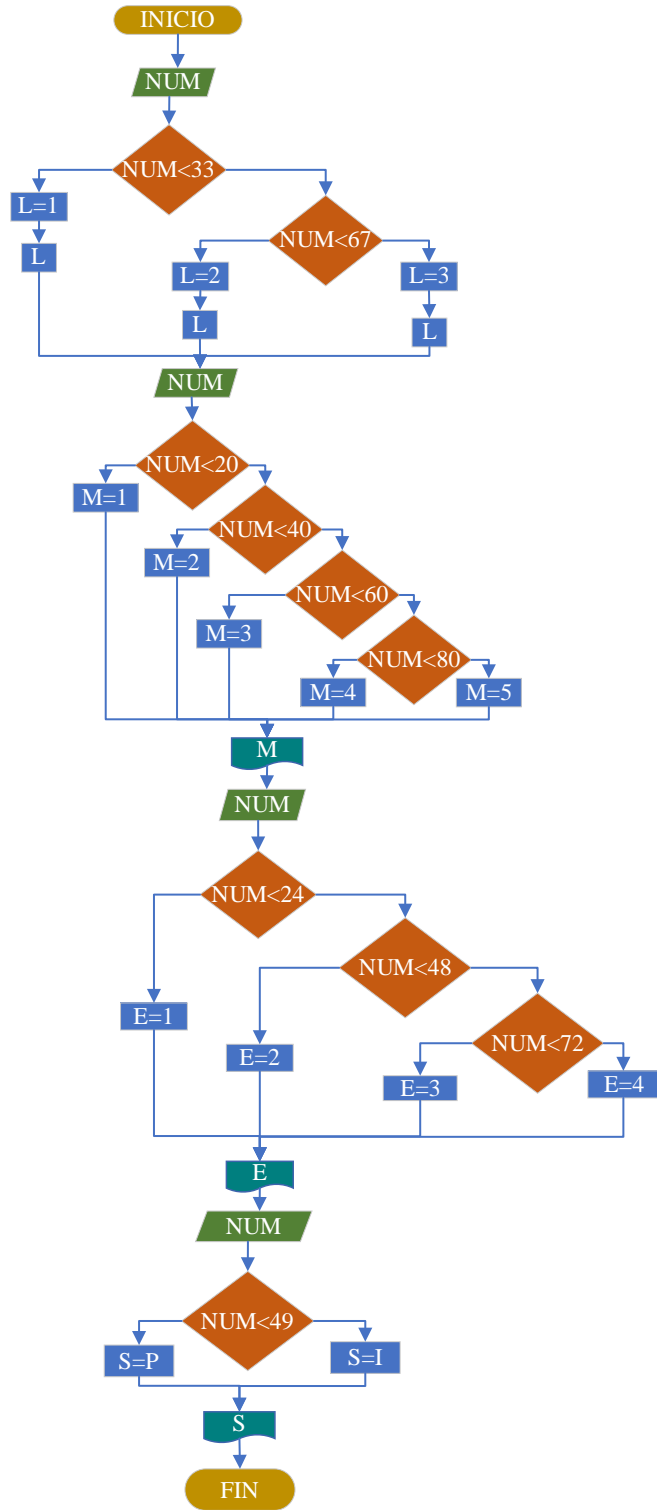 INICIO
NUM
NUM<33
L=1
L
NUM<67
L=2
L
L=3
L
NUM
NUM<20
M=1
NUM<40
M=2
NUM<60
M=3
NUM<80
M=4
M=5
M
NUM
NUM<24
E=1
NUM<48
E=2
NUM<72
E=3
E=4
E
NUM
NUM<49
S=P
S=I
S
FIN